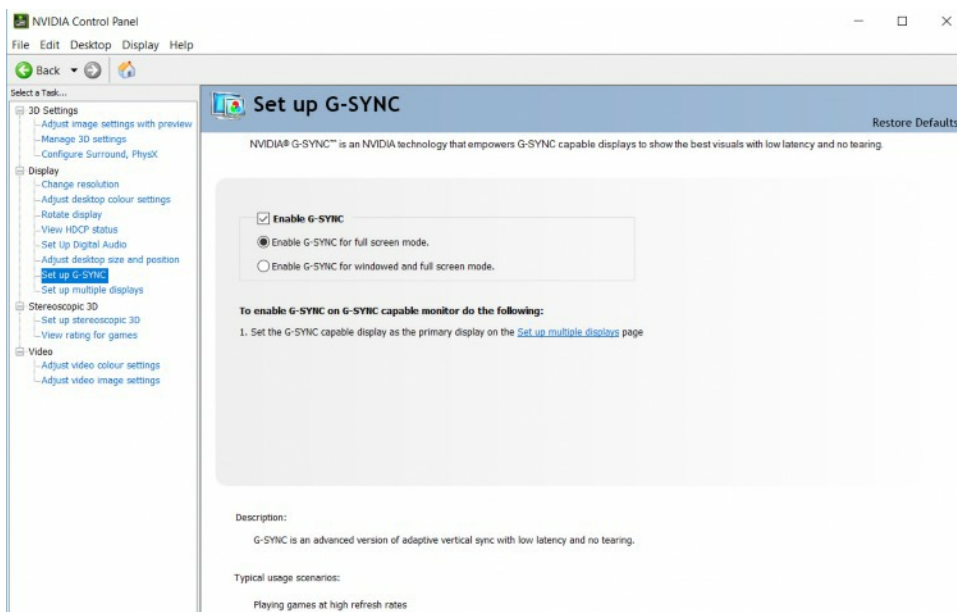 NVIDIA Control Panel
File Edit Desktop Display Help
Back
Select a Task...
3D Settings
Adjust image settings with preview
Manage 3D settings
Configure Surround, PhysX
Display
Change resolution
Adjust desktop colour settings
Rotate display
View HDCP status
Set Up Digital Audio
Adjust desktop size and position
Set up G-SYNC
Set up multiple displays
Stereoscopic 3D
Set up stereoscopic 3D
View rating for games
Video
Adjust video colour settings
Adjust video image settings
Set up G-SYNC
Restore Defaults
NVIDIA® G-SYNC™ is an NVIDIA technology that empowers G-SYNC capable displays to show the best visuals with low latency and no tearing.
Enable G-SYNC
Enable G-SYNC for full screen mode.
Enable G-SYNC for windowed and full screen mode.
To enable G-SYNC on G-SYNC capable monitor do the following:
1. Set the G-SYNC capable display as the primary display on the Set up multiple displays page
Description:
G-SYNC is an advanced version of adaptive vertical sync with low latency and no tearing.
Typical usage scenarios:
Playing games at high refresh rates